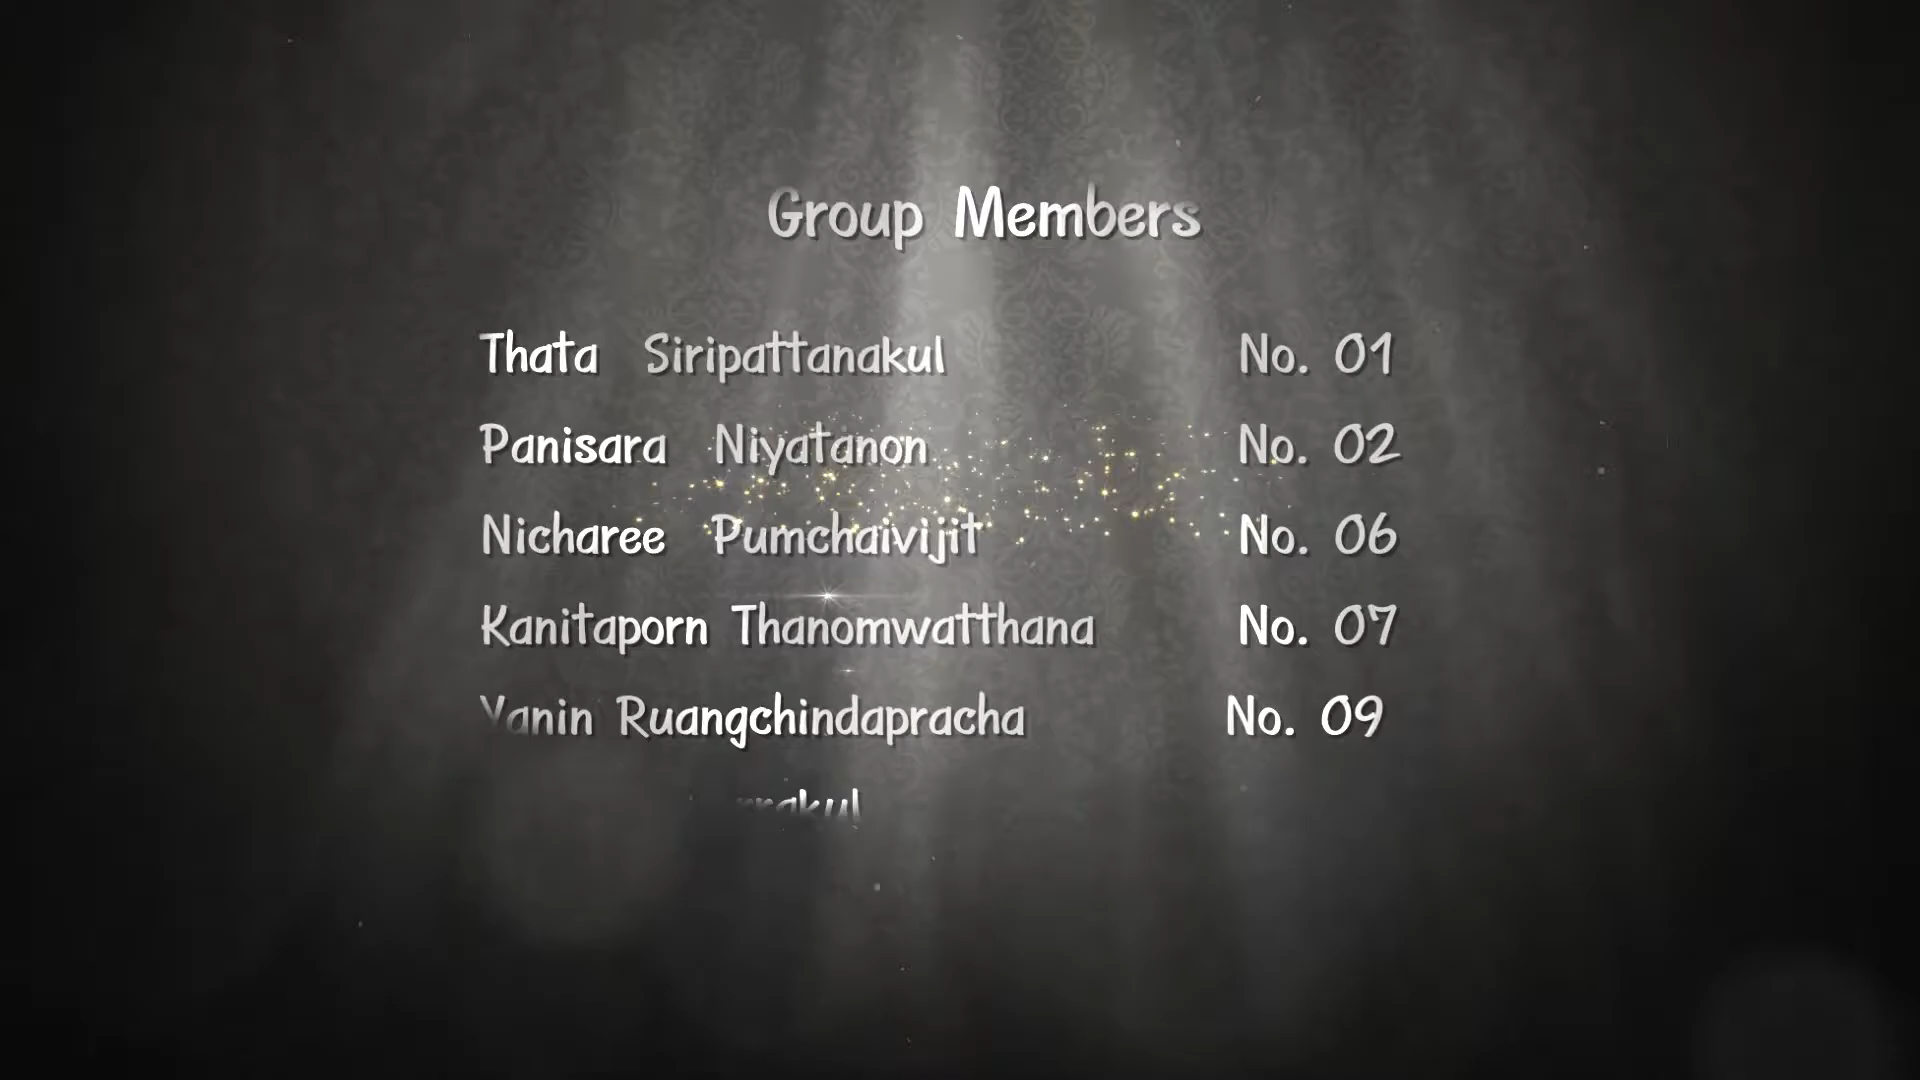 Group Members
Thata Siripattanakul No. 01
Panisara Niyatanon No. 02
Nicharee Pumchaivijit No. 06
Kanitaporn Thanomwatthana No. 07
Yanin Ruangchindapracha No. 09